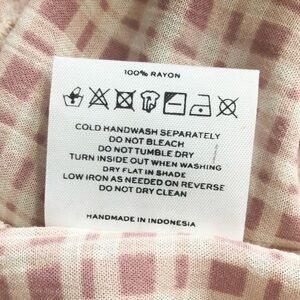 100% RAYON
COLD HANDWASH SEPARATELY
DO NOT BLEACH
DO NOT TUMBLE DRY
TURN INSIDE OUT WHEN WASHING
DRY FLAT IN SHADE
LOW IRON AS NEEDED ON REVERSE
DO NOT DRY CLEAN
HANDMADE IN INDONESIA